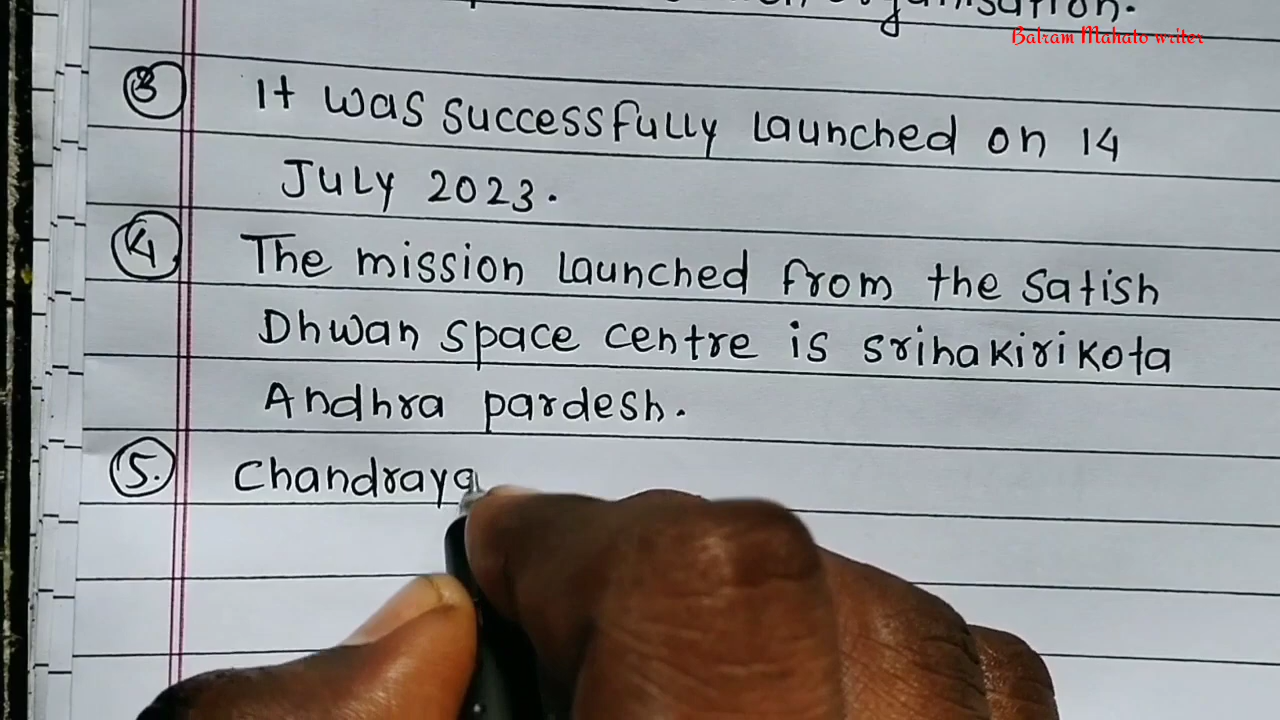 organisation.
Balram Mahato writer
3 It was successfully launched on 14
July 2023.
4. The mission launched from the Satish
Dhwan space centre is srihakirikota
Andhra pardesh.
5. Chandraya